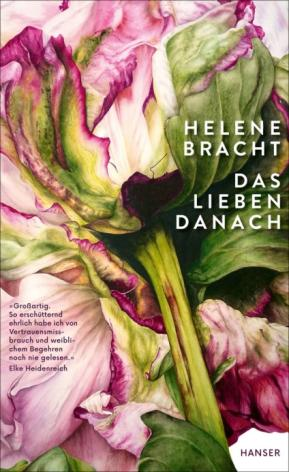 HELENE
BRACHT
DAS
LIEBEN
DANACH
»Großartig.
So erschütternd
ehrlich habe ich von
Vertrauensmiss-
brauch und weibli-
chem Begehren
noch nie gelesen.«
Elke Heidenreich
HANSER